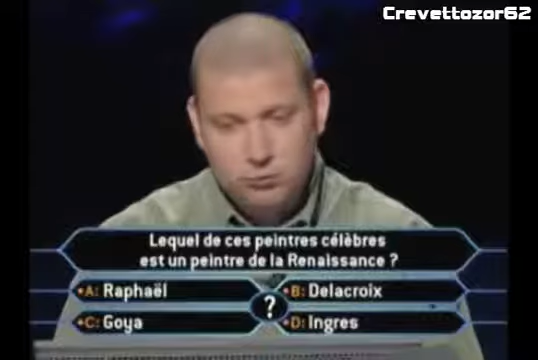 Crevettozor62
Lequel de ces peintres célèbres
est un peintre de la Renaissance ?
A: Raphaël
B: Delacroix
?
C: Goya
D: Ingres